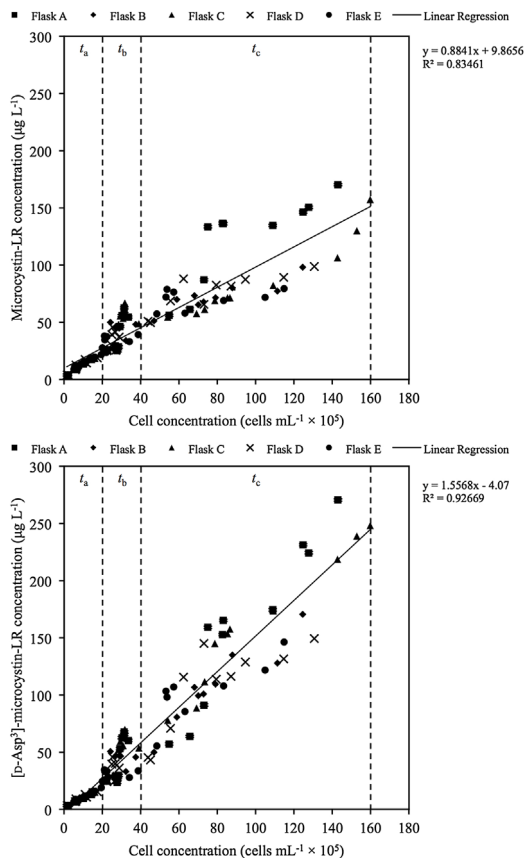 Flask A Flask B Flask C Flask D Flask E Linear Regression
300
tₐ t_b t_c
y = 0.8841x + 9.8656
R² = 0.83461
250
200
150
100
50
0
Microcystin-LR concentration (µg L⁻¹)
0 20 40 60 80 100 120 140 160 180
Cell concentration (cells mL⁻¹ × 10⁵)
Flask A Flask B Flask C Flask D Flask E Linear Regression
300
tₐ t_b t_c
y = 1.5568x - 4.07
R² = 0.92669
250
200
150
100
50
0
[D-Asp³]-microcystin-LR concentration (µg L⁻¹)
0 20 40 60 80 100 120 140 160 180
Cell concentration (cells mL⁻¹ × 10⁵)